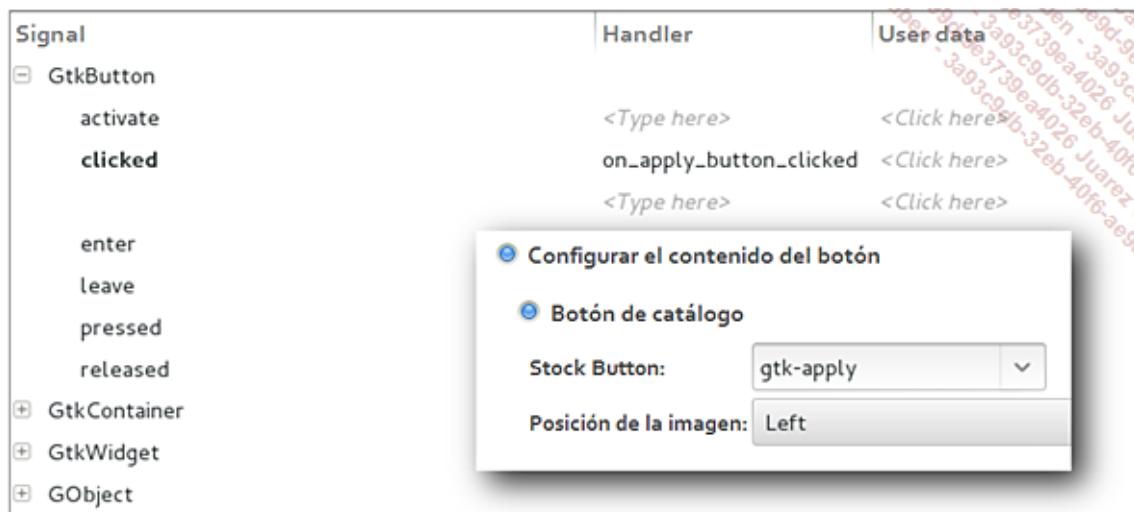 Signal Handler User data
GtkButton
activate <Type here> <Click here>
clicked on_apply_button_clicked <Click here>
<Type here> <Click here>
enter
leave
pressed
released
GtkContainer
GtkWidget
GObject
Configurar el contenido del botón
Botón de catálogo
Stock Button: gtk-apply
Posición de la imagen: Left